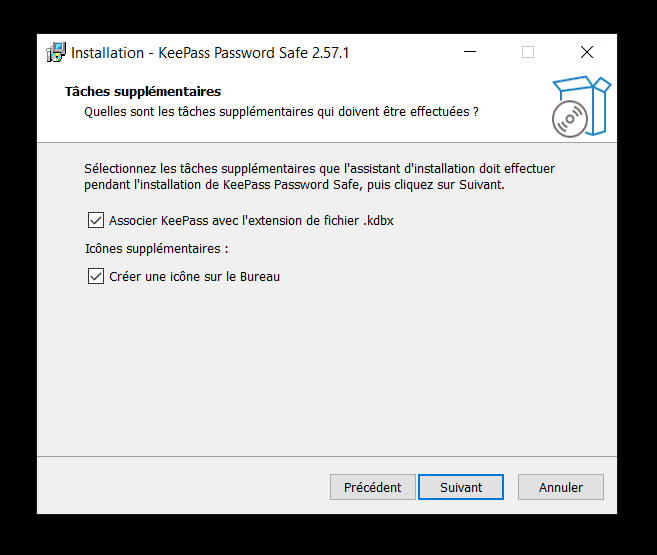 Installation - KeePass Password Safe 2.57.1
Tâches supplémentaires
Quelles sont les tâches supplémentaires qui doivent être effectuées ?
Sélectionnez les tâches supplémentaires que l'assistant d'installation doit effectuer
pendant l'installation de KeePass Password Safe, puis cliquez sur Suivant.
Associer KeePass avec l'extension de fichier .kdbx
Icônes supplémentaires :
Créer une icône sur le Bureau
Précédent
Suivant
Annuler